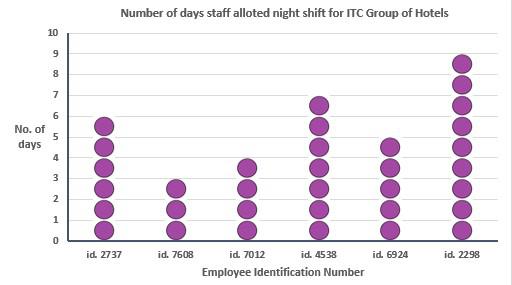 Number of days staff alloted night shift for ITC Group of Hotels
10
9
8
7
6
5
4
3
2
1
0
No. of
days
id. 2737 id. 7608 id. 7012 id. 4538 id. 6924 id. 2298
Employee Identification Number